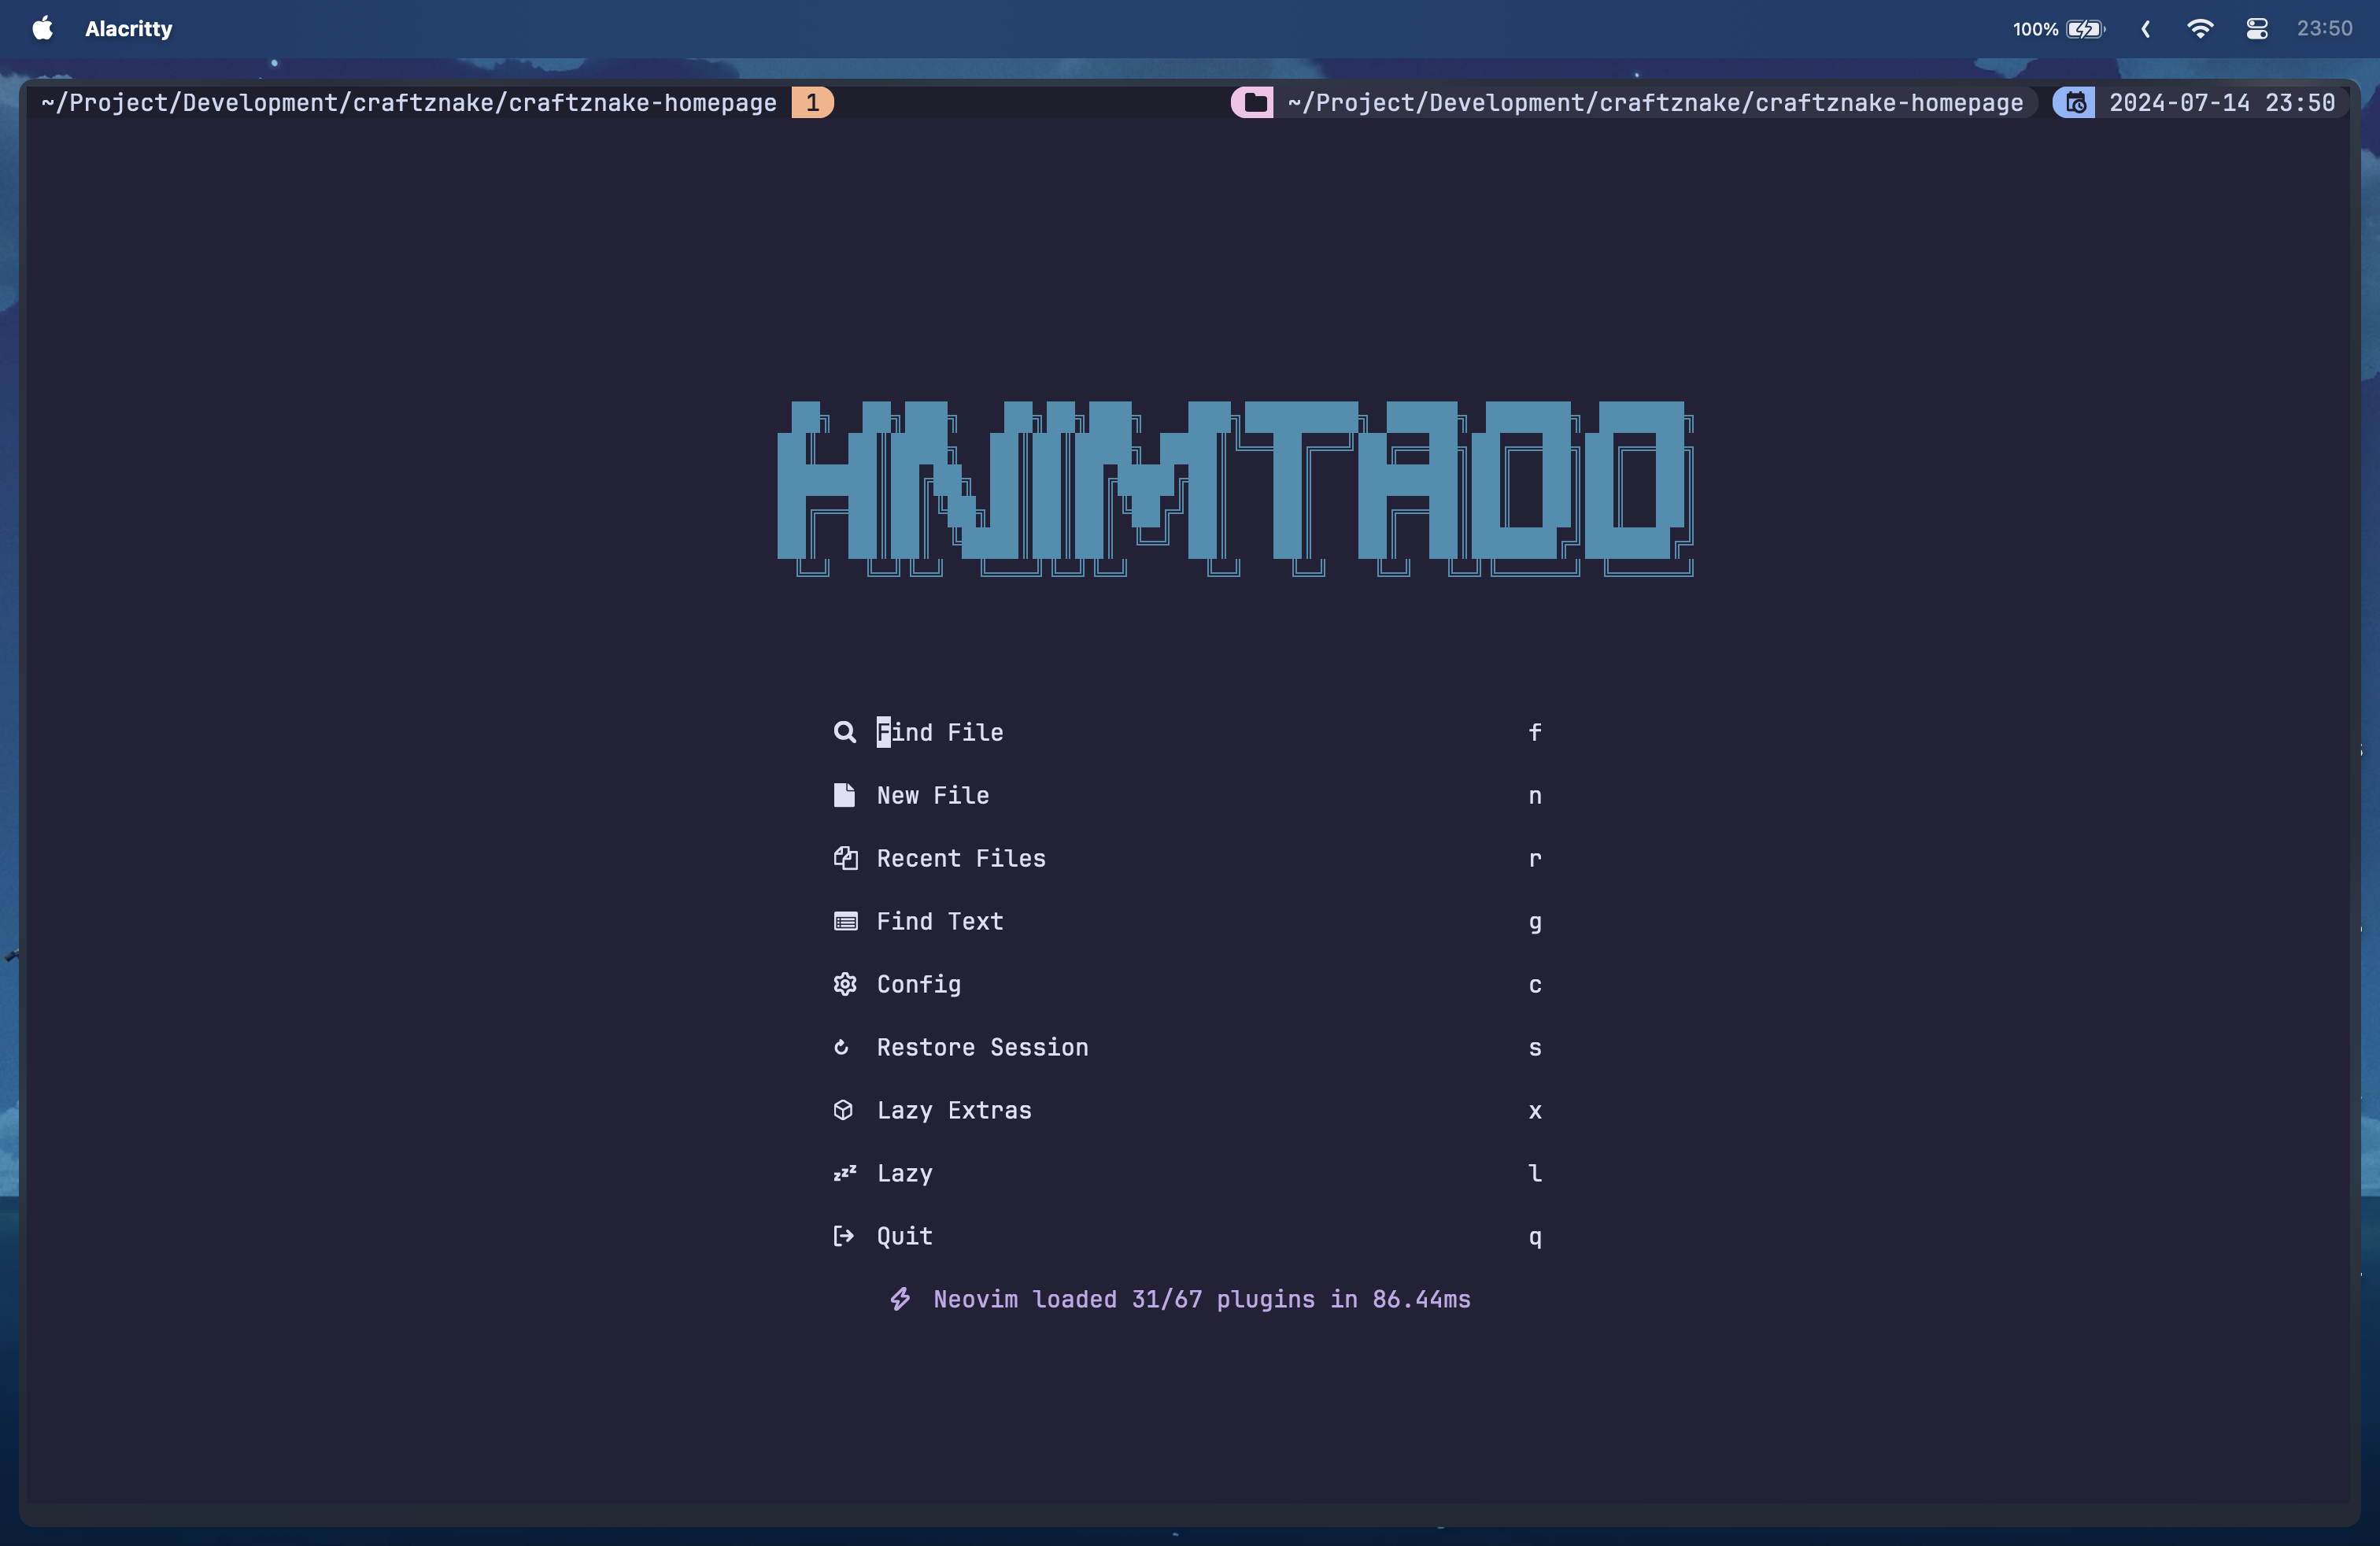 Alacritty 100% 23:50
~/Project/Development/craftznake/craftznake-homepage 1 ~/Project/Development/craftznake/craftznake-homepage 2024-07-14 23:50
HNIMTADD
Find File f
New File n
Recent Files r
Find Text g
Config c
Restore Session s
Lazy Extras x
zzz Lazy l
Quit q
Neovim loaded 31/67 plugins in 86.44ms